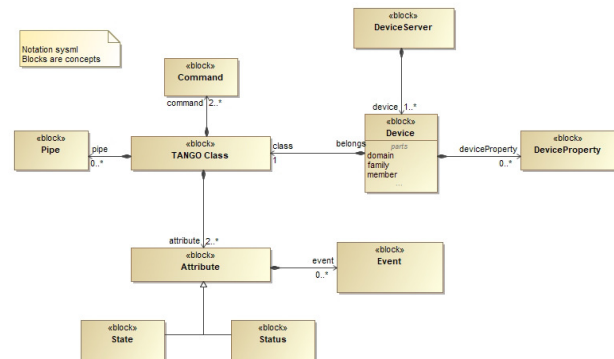 «block»
DeviceServer
Notation sysml
Blocks are concepts
«block»
Command
command 2..*
device 1..*
«block»
Pipe
pipe
0..*
«block»
TANGO Class
class
1
belongs
«block»
Device
parts
domain
family
member
...
deviceProperty
0..*
«block»
DeviceProperty
attribute 2..*
«block»
Attribute
event
0..*
«block»
Event
«block»
State
«block»
Status